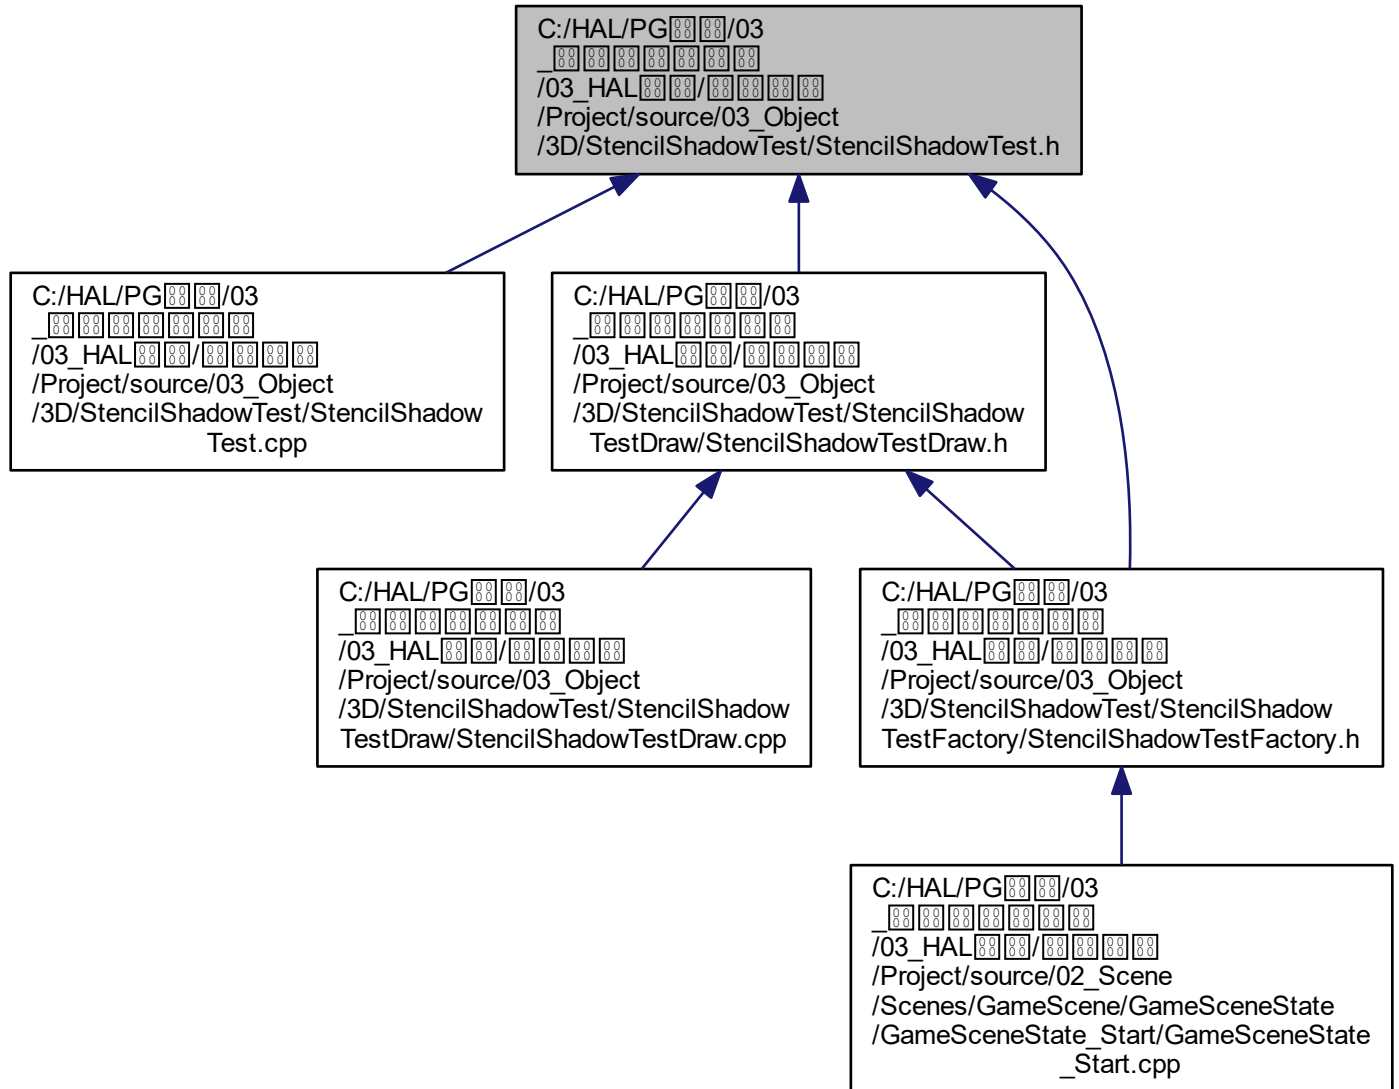 C:/HAL/PG/03
_
/03_HAL/
/Project/source/03_Object
/3D/StencilShadowTest/StencilShadowTest.h
C:/HAL/PG/03
_
/03_HAL/
/Project/source/03_Object
/3D/StencilShadowTest/StencilShadow
Test.cpp
C:/HAL/PG/03
_
/03_HAL/
/Project/source/03_Object
/3D/StencilShadowTest/StencilShadow
TestDraw/StencilShadowTestDraw.h
C:/HAL/PG/03
_
/03_HAL/
/Project/source/03_Object
/3D/StencilShadowTest/StencilShadow
TestDraw/StencilShadowTestDraw.cpp
C:/HAL/PG/03
_
/03_HAL/
/Project/source/03_Object
/3D/StencilShadowTest/StencilShadow
TestFactory/StencilShadowTestFactory.h
C:/HAL/PG/03
_
/03_HAL/
/Project/source/02_Scene
/Scenes/GameScene/GameSceneState
/GameSceneState_Start/GameSceneState
_Start.cpp